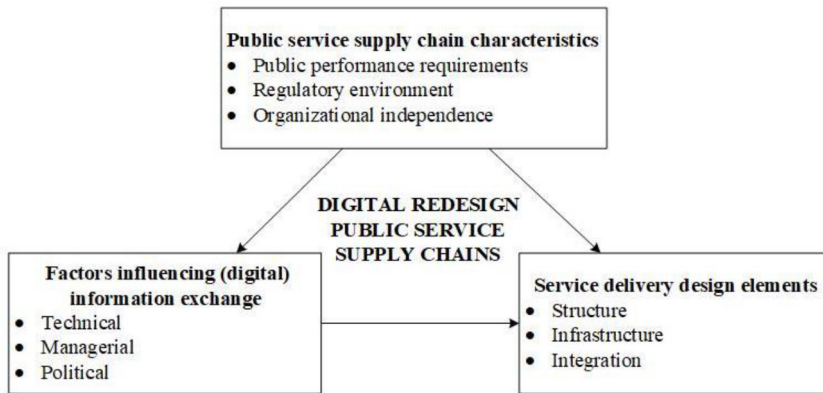 Public service supply chain characteristics
• Public performance requirements
• Regulatory environment
• Organizational independence
DIGITAL REDESIGN
PUBLIC SERVICE
SUPPLY CHAINS
Factors influencing (digital)
information exchange
• Technical
• Managerial
• Political
Service delivery design elements
• Structure
• Infrastructure
• Integration